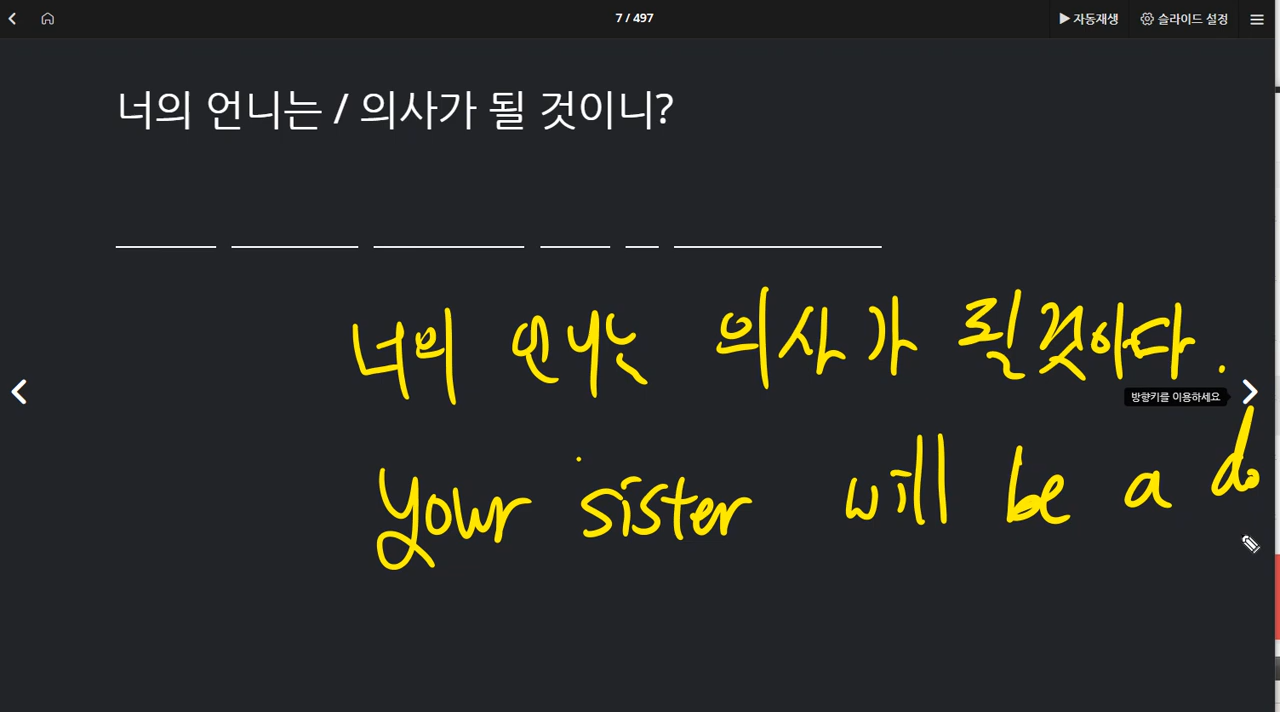 7 / 497
▶ 자동재생
슬라이드 설정
너의 언니는 / 의사가 될 것이니?
너의 언니는 의사가 될것이다.
방향키를 이용하세요
your sister will be a do